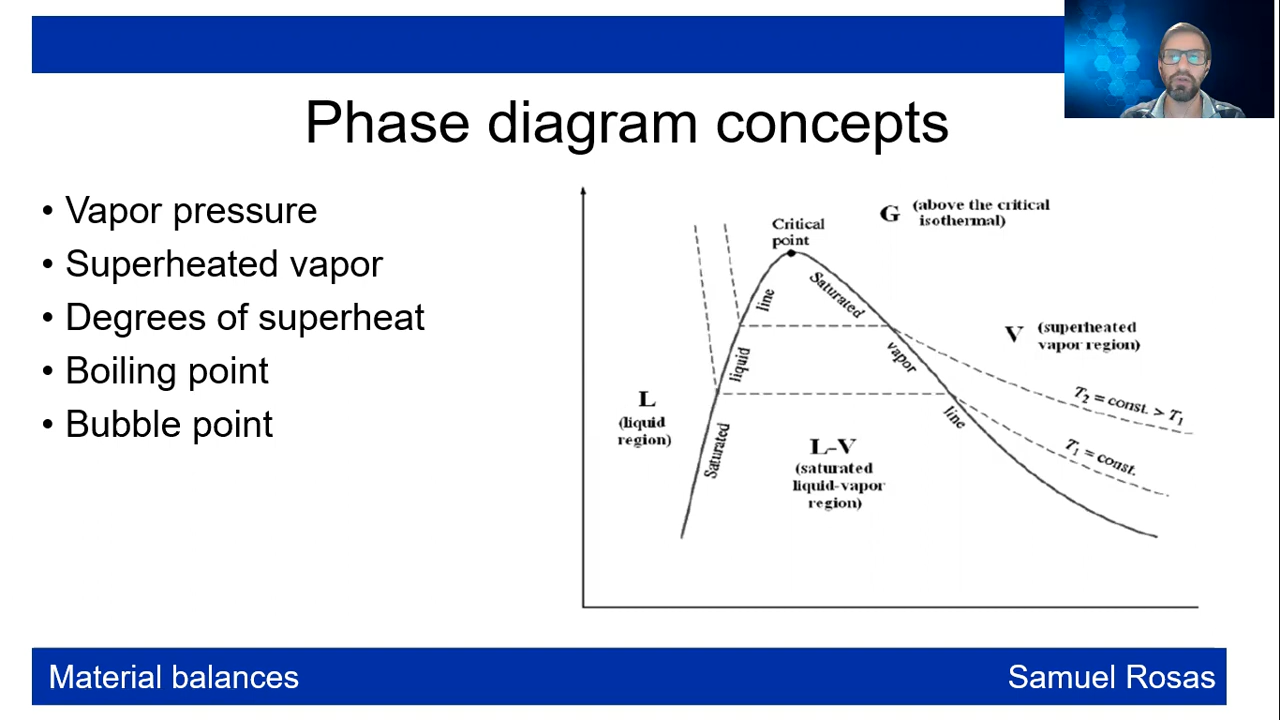 Phase diagram concepts
• Vapor pressure
• Superheated vapor
• Degrees of superheat
• Boiling point
• Bubble point
G (above the critical
isothermal)
Critical
point
Saturated
liquid
line
Saturated
vapor
line
V (superheated
vapor region)
T₂ = const. > T₁
T₁ = const.
L
(liquid
region)
L-V
(saturated
liquid-vapor
region)
Material balances
Samuel Rosas